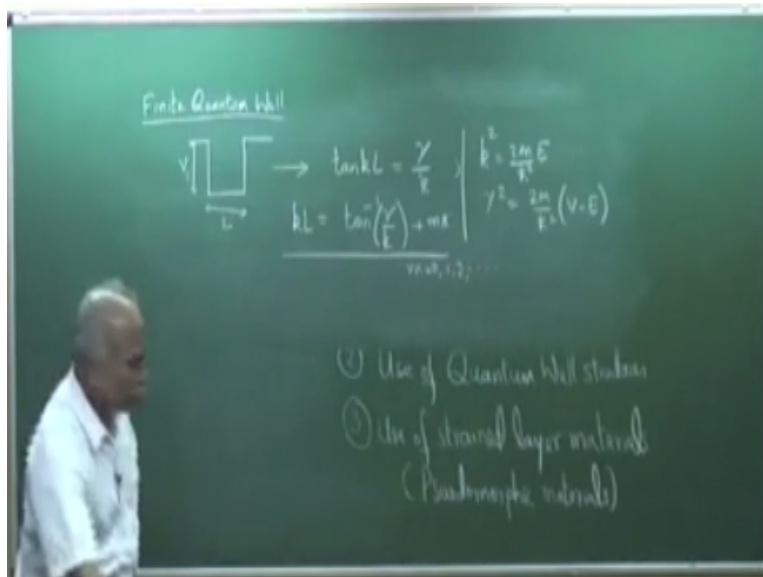 Finite Quantum Well
V
L
→ tan kL = γ/k
kL = tan⁻¹(γ/k) + mπ
m=0,1,2,...
k² = 2m/ħ² E
γ² = 2m/ħ² (V-E)
② Use of Quantum Well structures
③ Use of strained layer materials
(Pseudomorphic materials)